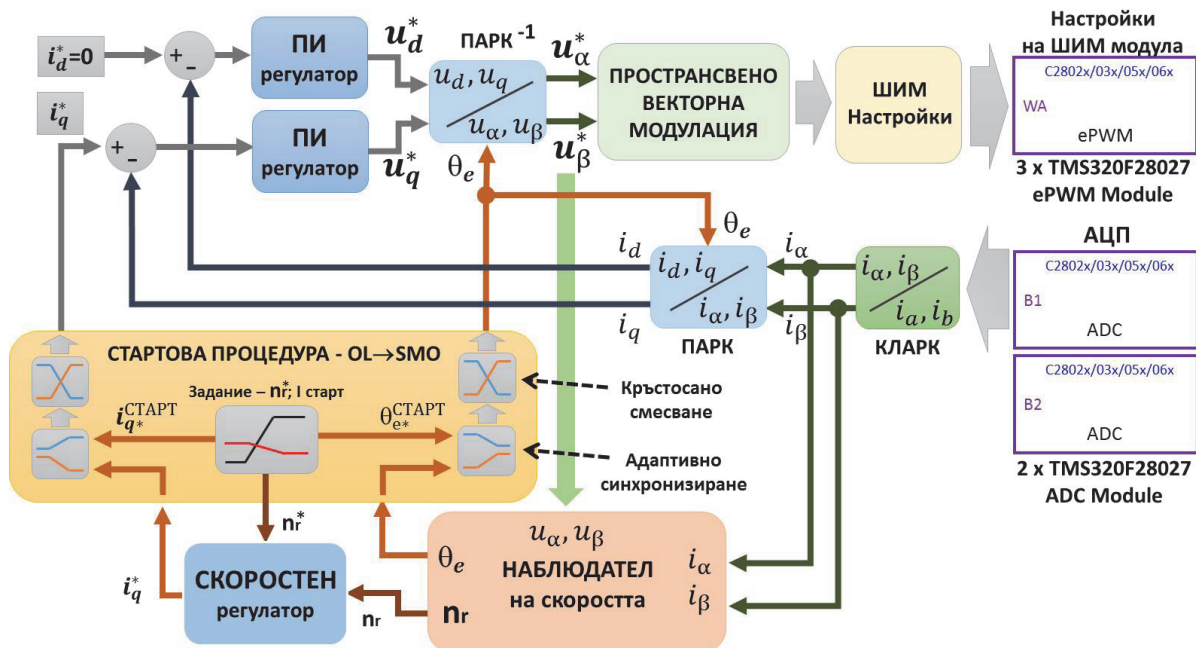 i*d=0
+
-
ПИ
регулатор
u*d
ПАРК -1
ud, uq
uα, uβ
u*α
ПРОСТРАНСВЕНО
ВЕКТОРНА
МОДУЛАЦИЯ
ШИМ
Настройки
Настройки
на ШИМ модула
C2802x/03x/05x/06x
WA
ePWM
3 x TMS320F28027
ePWM Module
i*q
+
-
ПИ
регулатор
u*q
θe
u*β
θe
id
id, iq
iα, iβ
iq
ПАРК
iα
iβ
iα, iβ
ia, ib
КЛАРК
АЦП
C2802x/03x/05x/06x
B1
ADC
C2802x/03x/05x/06x
B2
ADC
2 x TMS320F28027
ADC Module
СТАРТОВА ПРОЦЕДУРА - OL→SMO
Задание – n*r; I старт
iq*СТАРТ
θe*СТАРТ
Кръстосано
смесване
Адаптивно
синхронизиране
nr*
i*q
СКОРОСТЕН
регулатор
nr
uα, uβ
θe
НАБЛЮДАТЕЛ
на скоростта
nr
iα
iβ